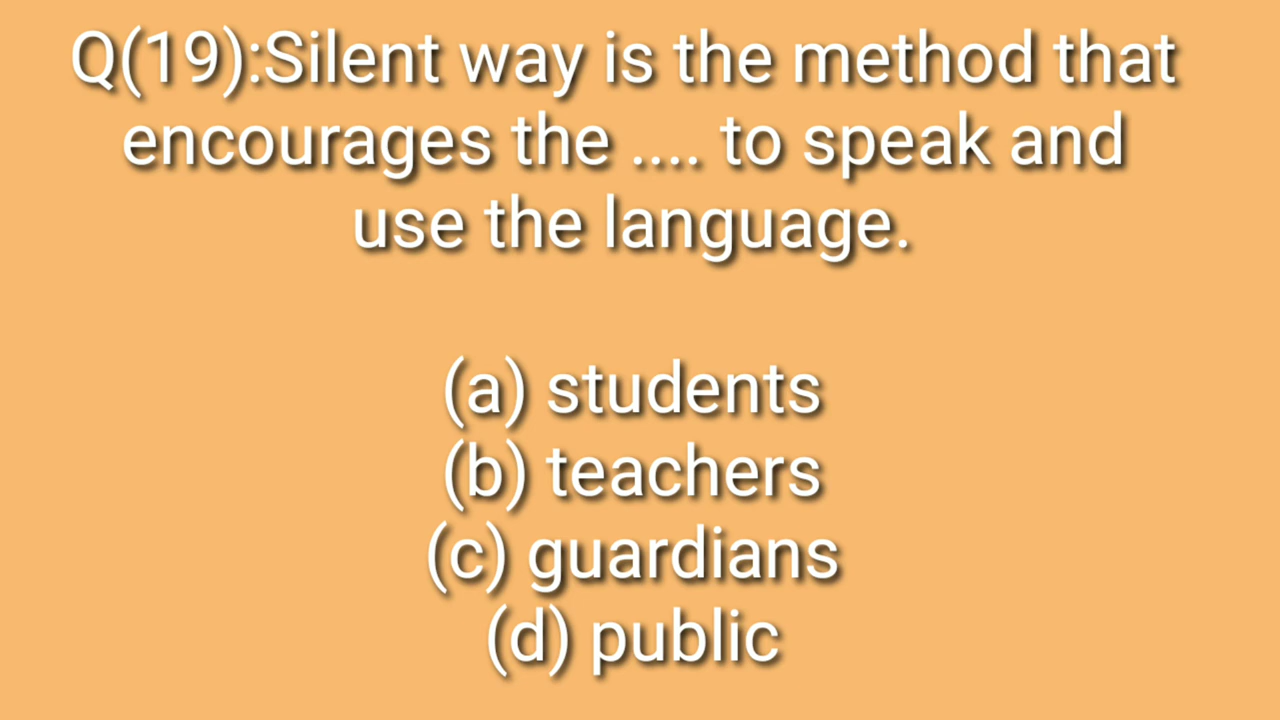 Q(19):Silent way is the method that
encourages the .... to speak and
use the language.
(a) students
(b) teachers
(c) guardians
(d) public